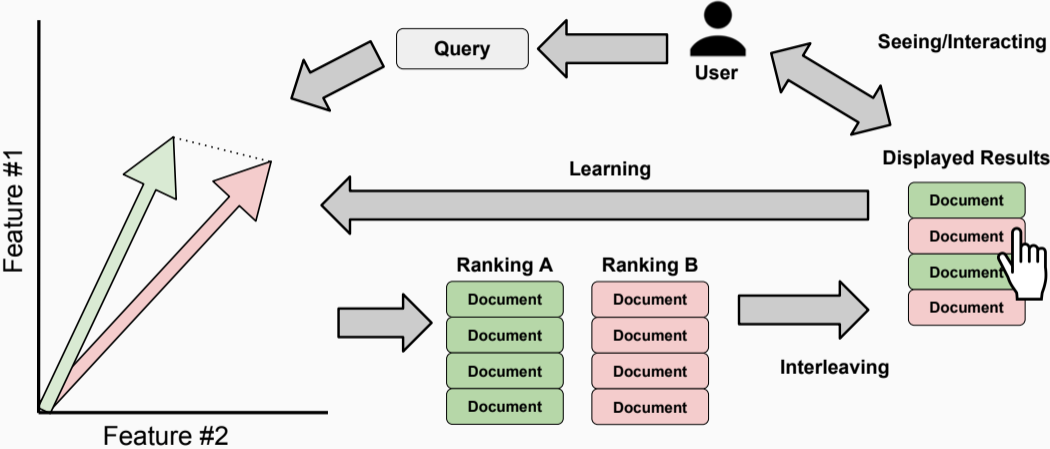 Query
User
Seeing/Interacting
Displayed Results
Document
Document
Document
Document
Learning
Ranking A
Document
Document
Document
Document
Ranking B
Document
Document
Document
Document
Interleaving
Feature #1
Feature #2